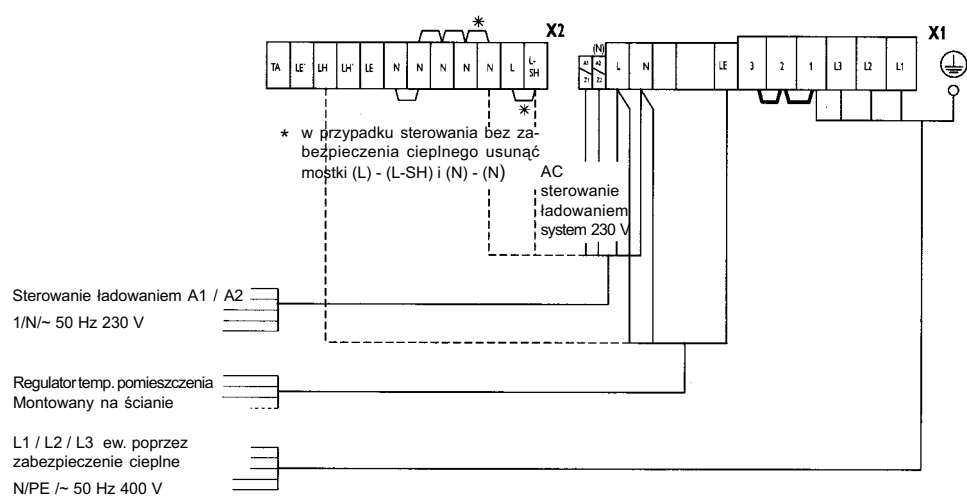 * X2 (N) X1
TA LE' LH LH' LE N N N N N L L-SH
A1 A2 L N LE 3 2 1 L3 L2 L1
Z1 Z2
*
* w przypadku sterowania bez za-
bezpieczenia cieplnego usunąć
mostki (L) - (L-SH) i (N) - (N)
AC
sterowanie
ładowaniem
system 230 V
Sterowanie ładowaniem A1 / A2
1/N/~ 50 Hz 230 V
Regulator temp. pomieszczenia
Montowany na ścianie
L1 / L2 / L3 ew. poprzez
zabezpieczenie cieplne
N/PE /~ 50 Hz 400 V